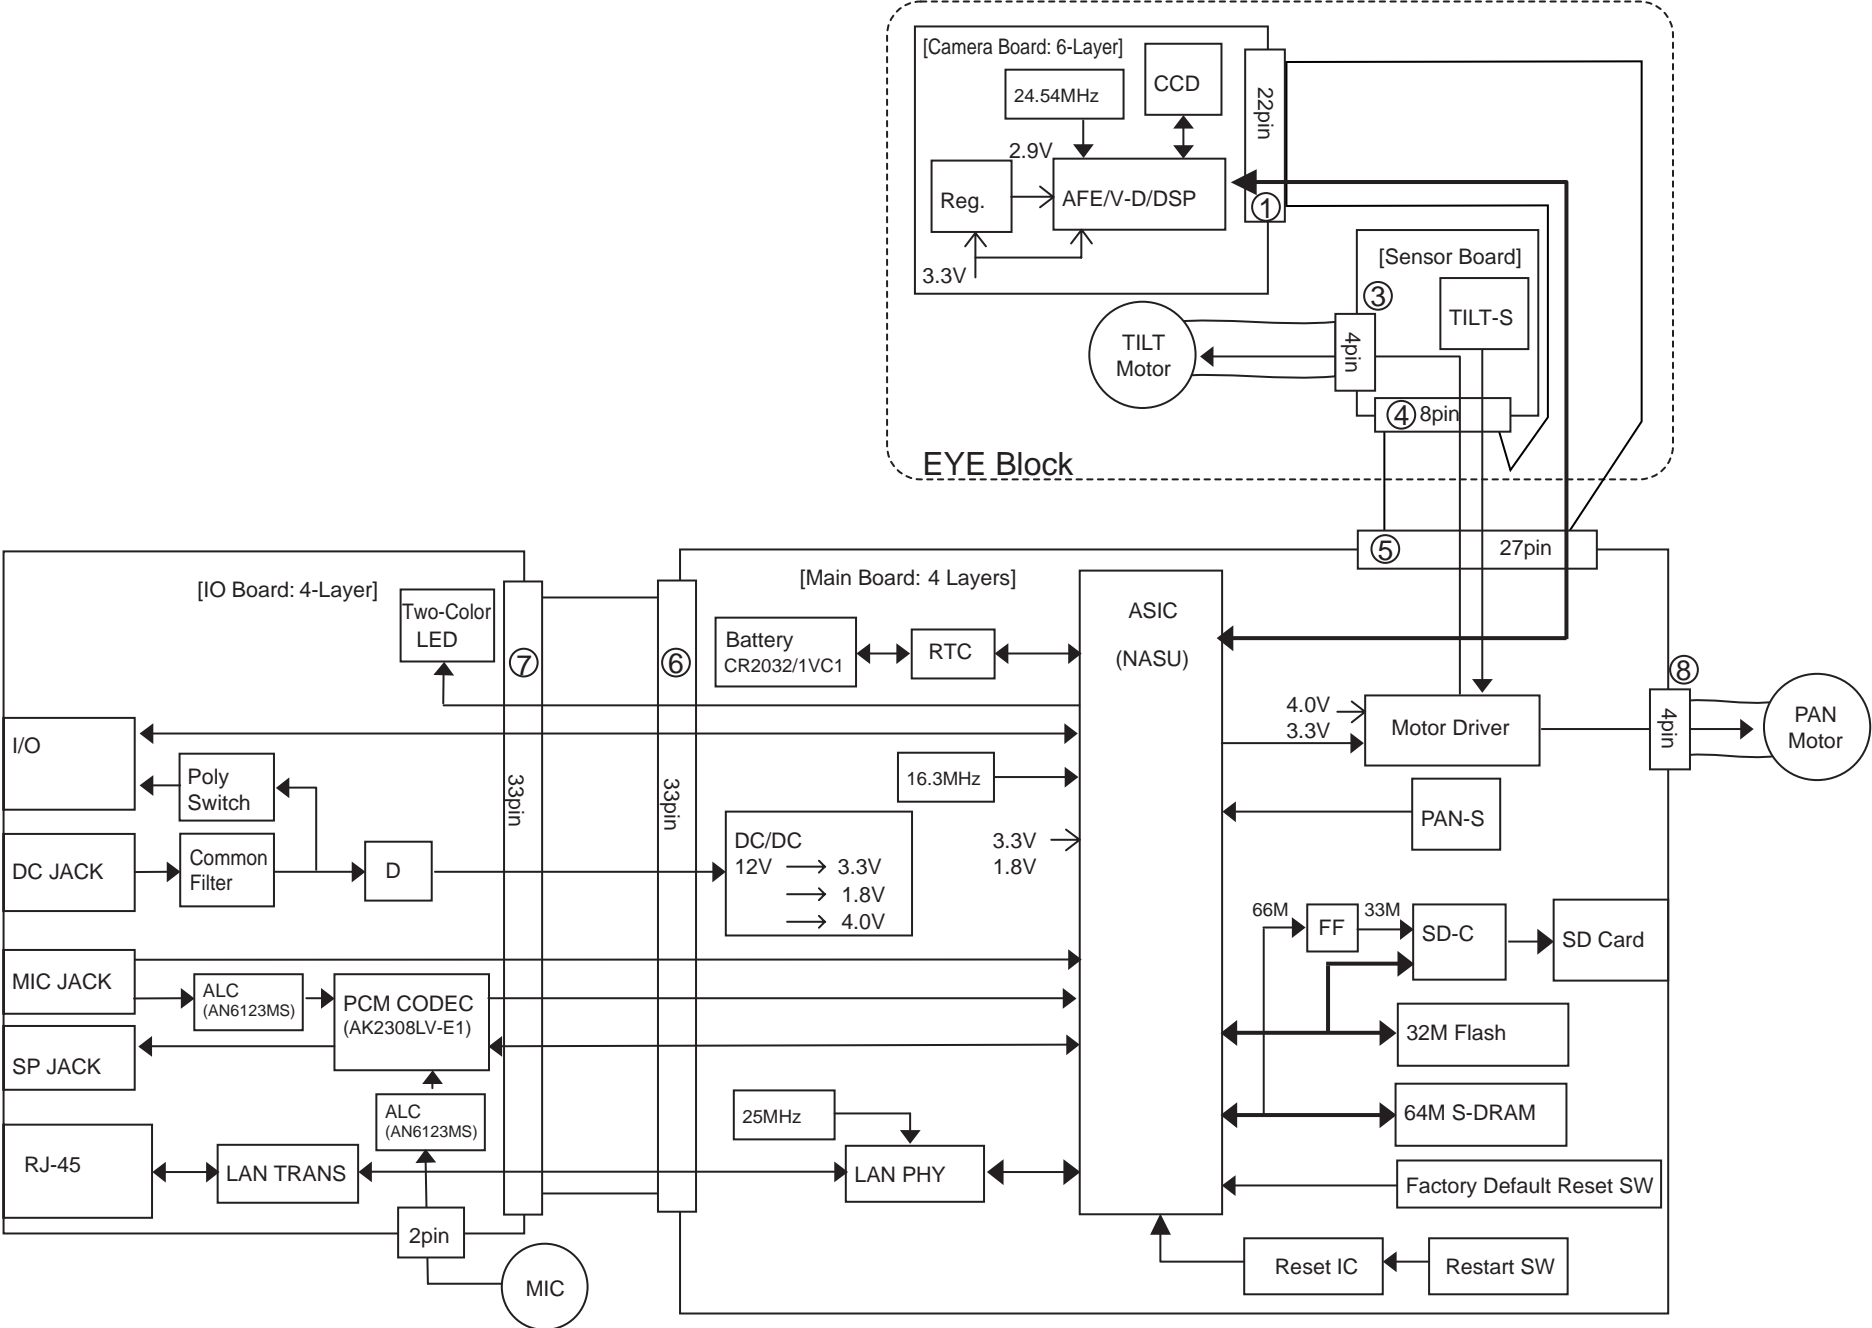 [Camera Board: 6-Layer]
24.54MHz
CCD
22pin
2.9V
Reg.
AFE/V-D/DSP
①
3.3V
[Sensor Board]
③
TILT-S
TILT
Motor
4pin
④ 8pin
EYE Block
⑤
27pin
[IO Board: 4-Layer]
Two-Color
LED
⑦
⑥
33pin
33pin
I/O
Poly
Switch
DC JACK
Common
Filter
D
MIC JACK
ALC
(AN6123MS)
PCM CODEC
(AK2308LV-E1)
SP JACK
ALC
(AN6123MS)
RJ-45
LAN TRANS
2pin
MIC
[Main Board: 4 Layers]
Battery
CR2032/1VC1
RTC
ASIC
(NASU)
16.3MHz
DC/DC
12V 3.3V
1.8V
4.0V
3.3V
1.8V
25MHz
LAN PHY
4.0V
3.3V
Motor Driver
⑧
4pin
PAN
Motor
PAN-S
66M
FF
33M
SD-C
SD Card
32M Flash
64M S-DRAM
Factory Default Reset SW
Reset IC
Restart SW